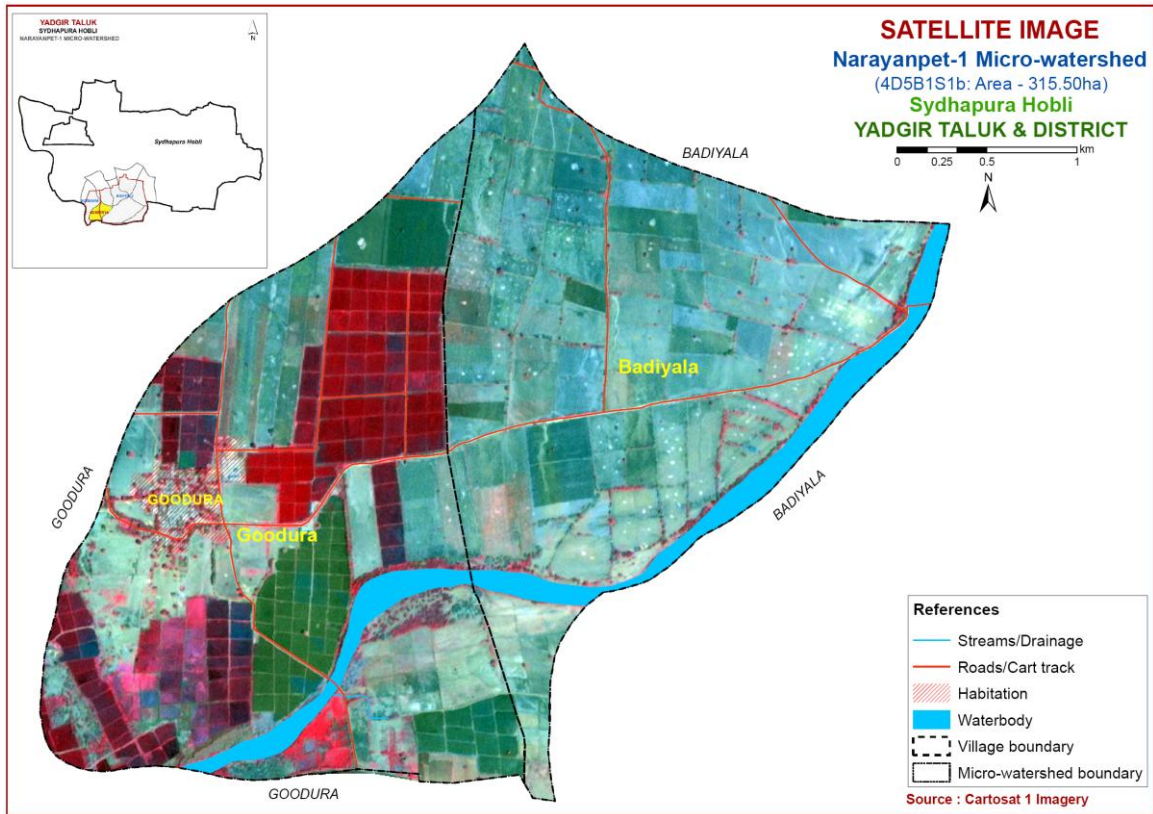 YADGIR TALUK
SYDHAPURA HOBLI
NARAYANPET-1 MICRO-WATERSHED
N
Sydhapura Hobli
SATELLITE IMAGE
Narayanpet-1 Micro-watershed
(4D5B1S1b: Area - 315.50ha)
Sydhapura Hobli
YADGIR TALUK & DISTRICT
km
0 0.25 0.5 1
N
BADIYALA
Badiyala
GOODURA
GOODURA
Goodura
BADIYALA
GOODURA
References
Streams/Drainage
Roads/Cart track
Habitation
Waterbody
Village boundary
Micro-watershed boundary
Source : Cartosat 1 Imagery